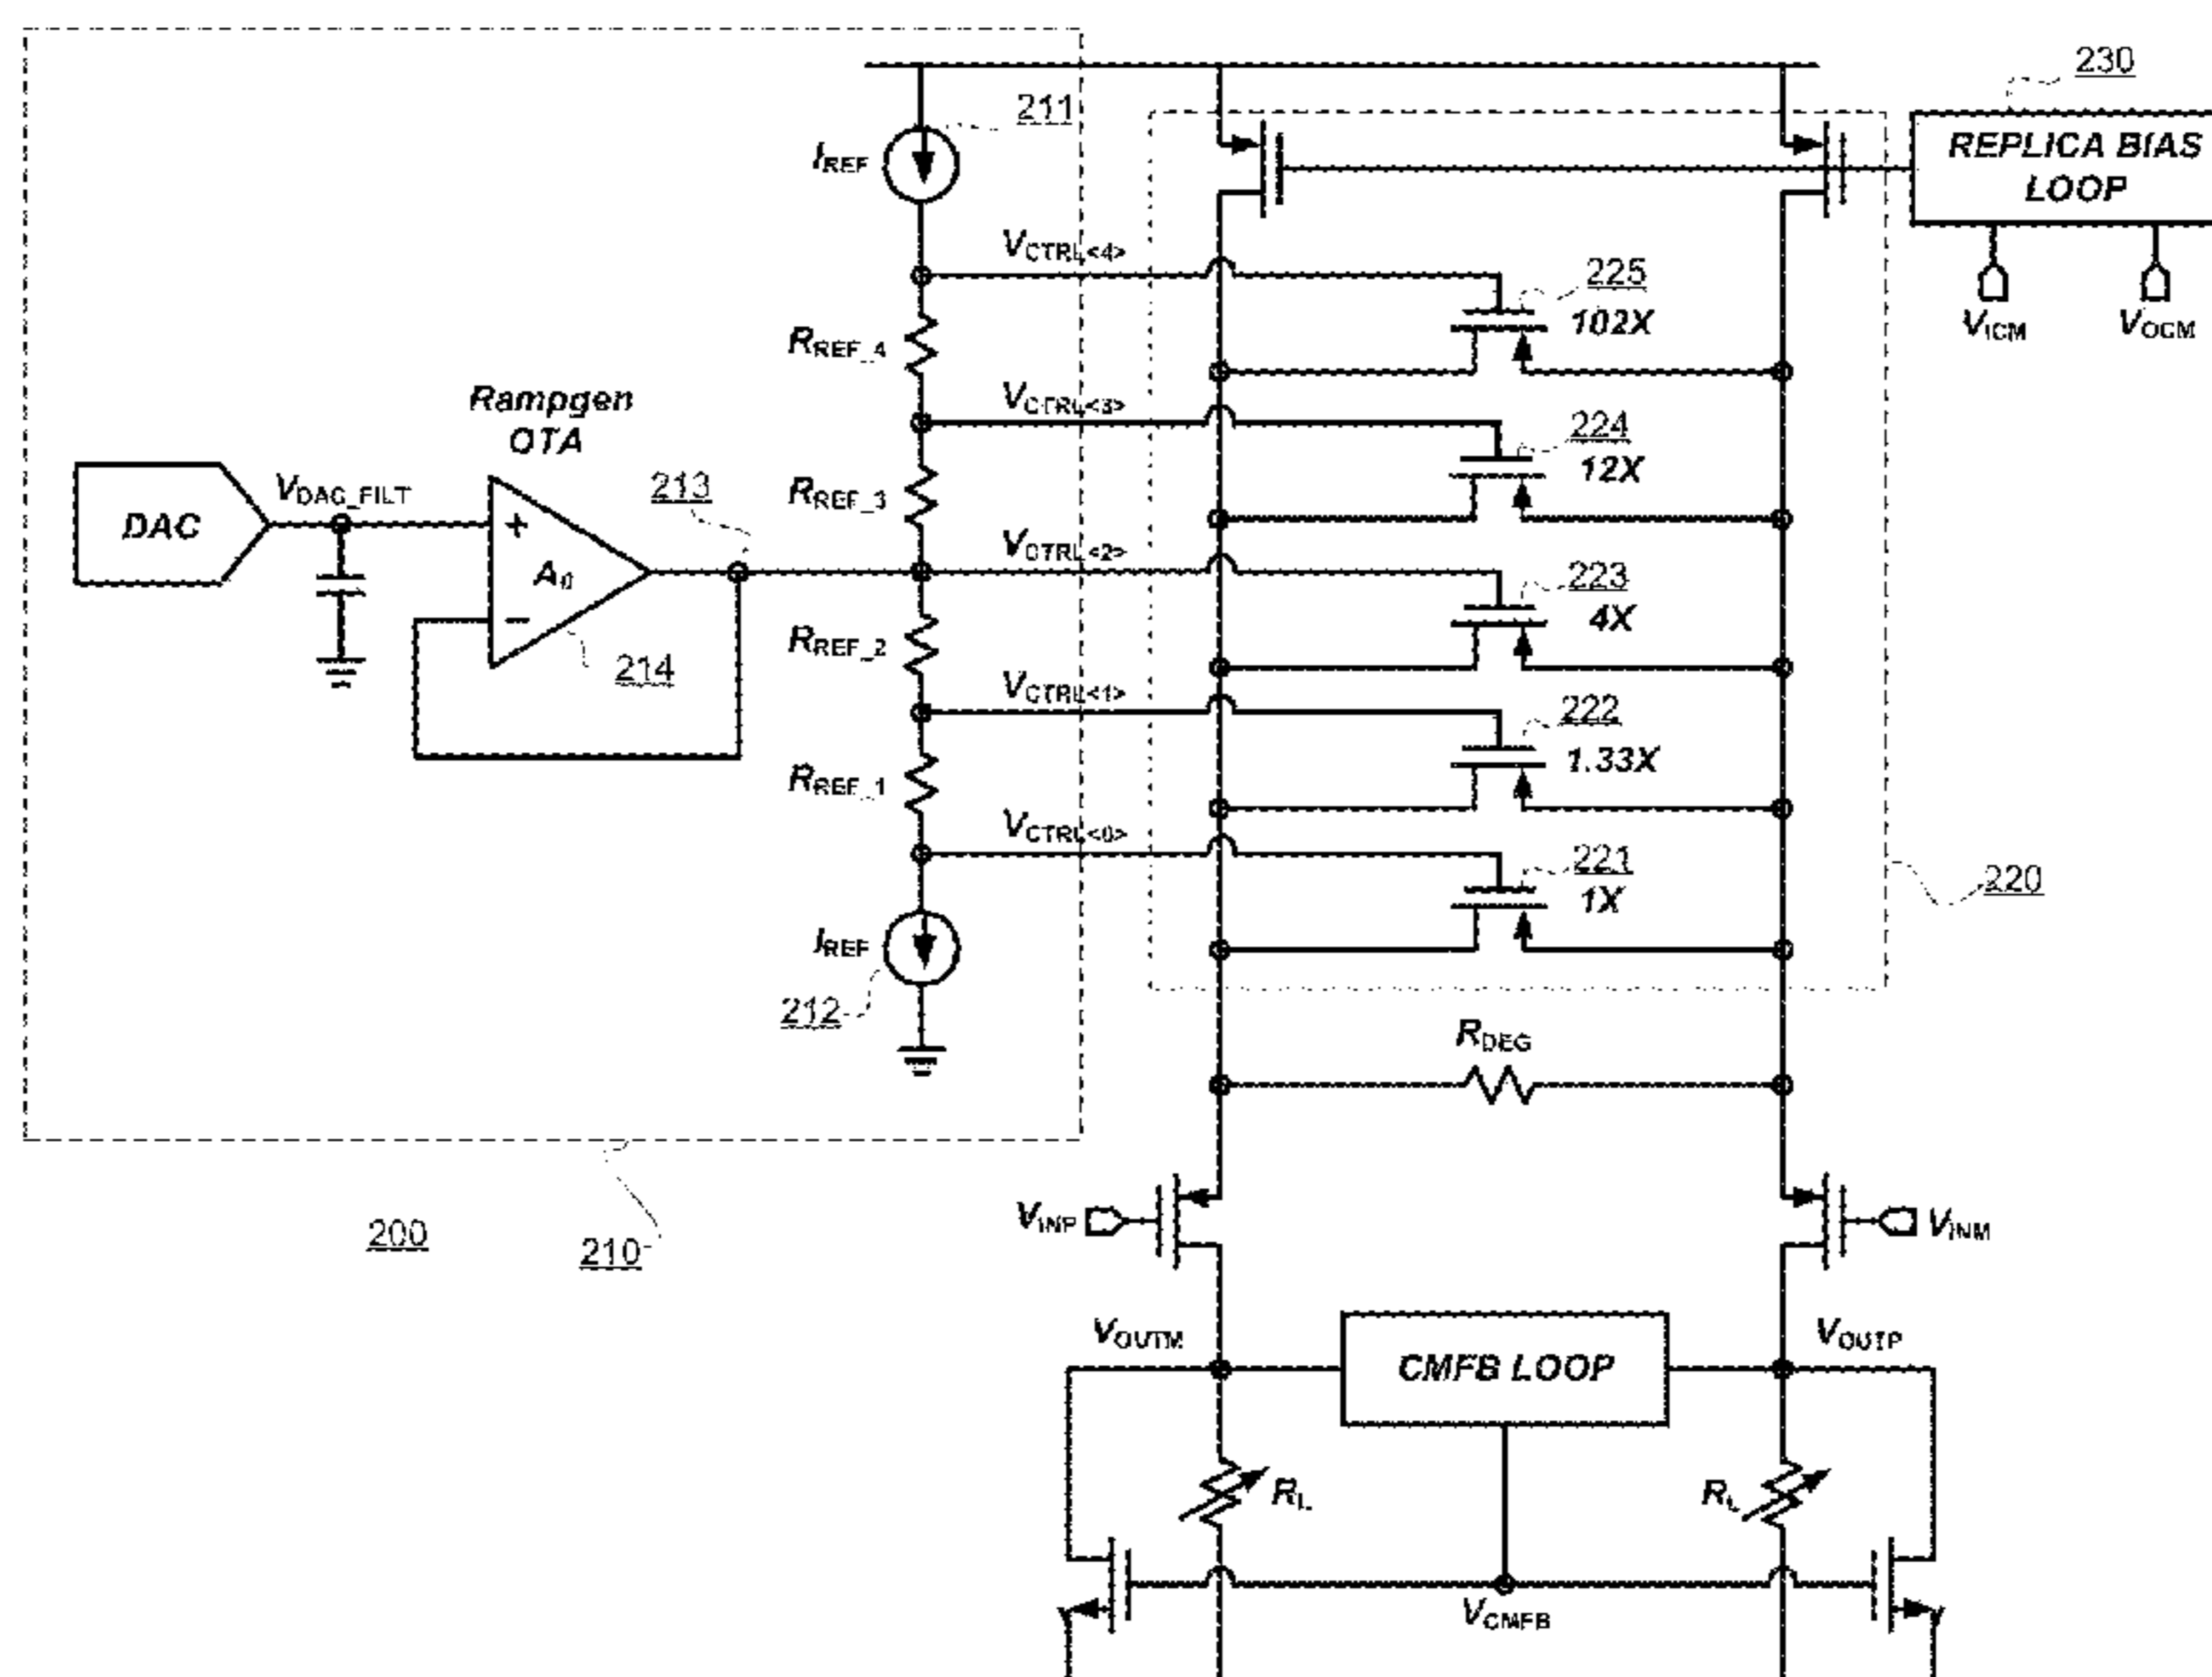 230
REPLICA BIAS
LOOP
VICM
VOCM
211
IREF
VCTRL<4>
225
102X
RREF_4
Rampgen
OTA
VCTRL<3>
224
12X
DAC
VDAC_FILT
+
A0
−
213
214
RREF_3
VCTRL<2>
223
4X
RREF_2
VCTRL<1>
222
1.33X
RREF_1
VCTRL<0>
221
1X
220
IREF
212
RDEG
200
210
VINP
VINM
VOUTM
CMFB LOOP
VOUTP
RL
RL
VCMFB